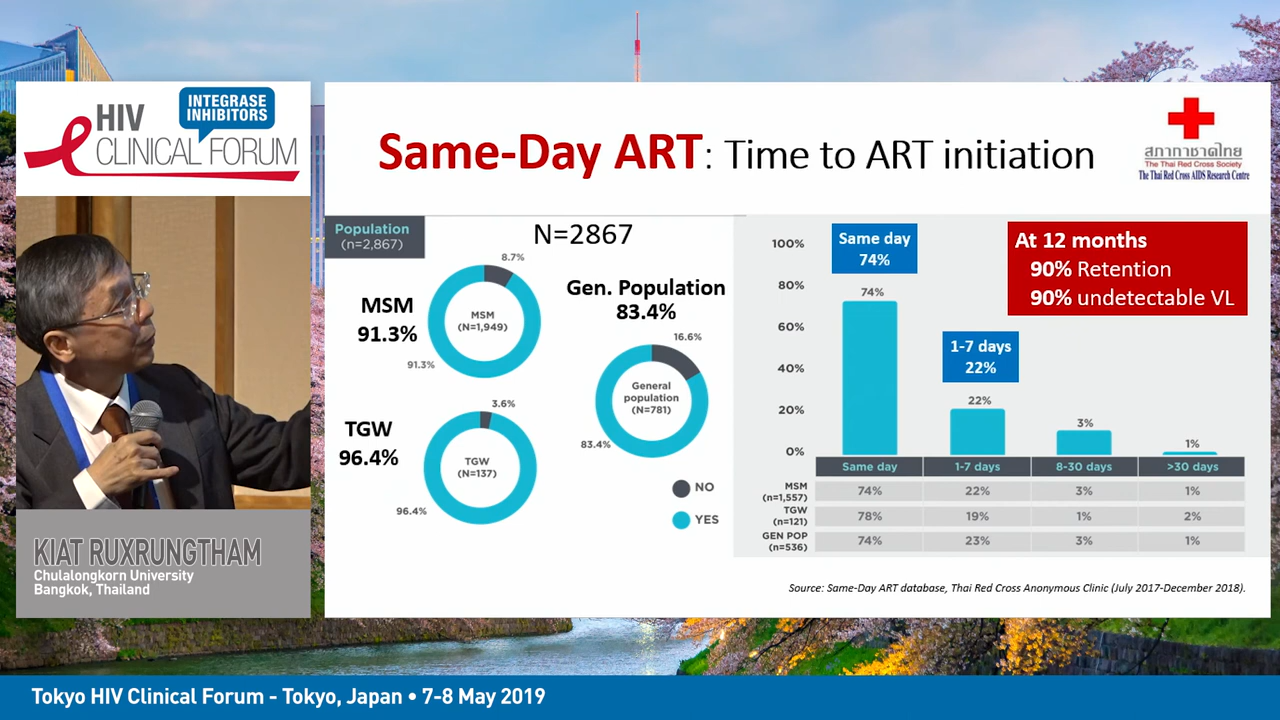 HIV
INTEGRASE
INHIBITORS
CLINICAL FORUM
KIAT RUXRUNGTHAM
Chulalongkorn University
Bangkok, Thailand
Same-Day ART: Time to ART initiation
สภากาชาดไทย
The Thai Red Cross Society
The Thai Red Cross AIDS Research Centre
Population
(n=2,867)
N=2867
8.7%
MSM
91.3%
MSM
(N=1,949)
91.3%
Gen. Population
83.4%
16.6%
General
population
(N=781)
83.4%
3.6%
TGW
96.4%
TGW
(N=137)
96.4%
NO
YES
100%
80%
60%
40%
20%
0%
Same day
74%
74%
1-7 days
22%
22%
3%
1%
At 12 months
90% Retention
90% undetectable VL
Same day 1-7 days 8-30 days >30 days
MSM
(n=1,557) 74% 22% 3% 1%
TGW
(n=121) 78% 19% 1% 2%
GEN POP
(n=536) 74% 23% 3% 1%
Source: Same-Day ART database, Thai Red Cross Anonymous Clinic (July 2017-December 2018).
Tokyo HIV Clinical Forum - Tokyo, Japan • 7-8 May 2019